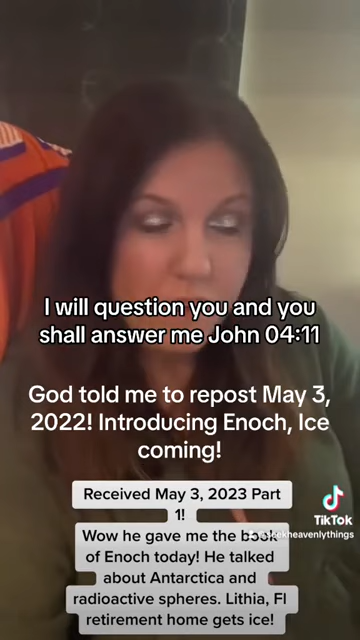 I will question you and you
shall answer me John 04:11
God told me to repost May 3,
2022! Introducing Enoch, Ice
coming!
Received May 3, 2023 Part
1!
Wow he gave me the book
of Enoch today! He talked
about Antarctica and
radioactive spheres. Lithia, Fl
retirement home gets ice!
TikTok
@seekheavenlythings